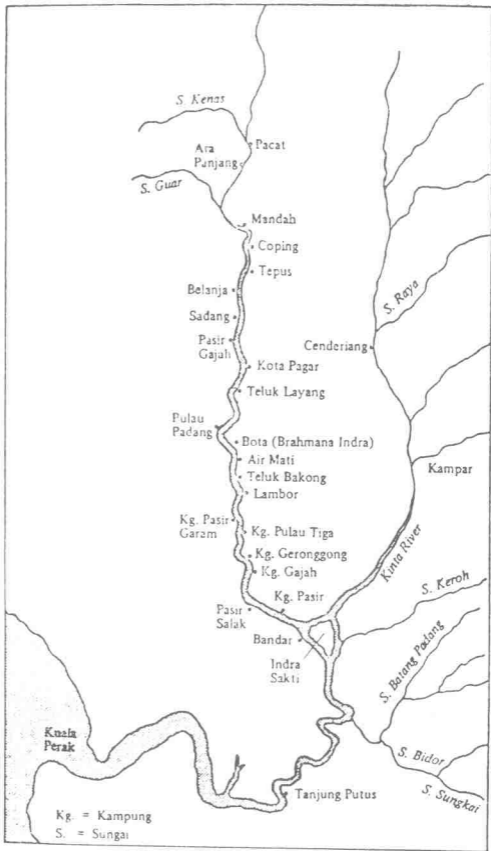 S. Kenas
Ara
Panjang
Pacat
S. Guar
Mandah
Coping
Tepus
Belanja
Sadang
Pasir
Gajah
Kota Pagar
Teluk Layang
Pulau
Padang
Bota (Brahmana Indra)
Air Mati
Teluk Bakong
Lambor
Kg. Pasir
Garam
Kg. Pulau Tiga
Kg. Geronggong
Kg. Gajah
Kg. Pasir
Pasir
Salak
Bandar
Indra
Sakti
S. Raya
Cenderiang
Kampar
Kinta River
S. Keroh
S. Batang Padang
S. Bidor
S. Sungkai
Tanjung Putus
Kuala
Perak
Kg. = Kampung
S. = Sungai